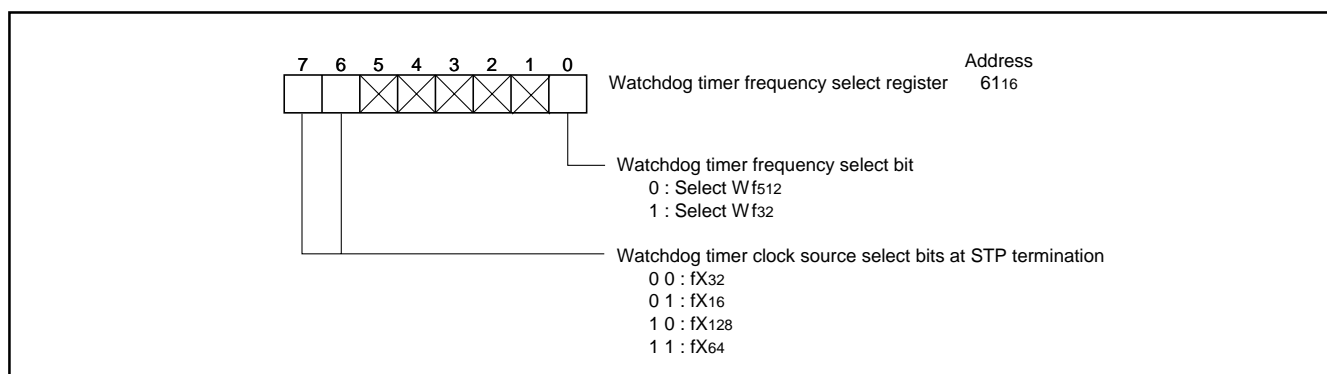 Address
7 6 5 4 3 2 1 0
Watchdog timer frequency select register 6116
Watchdog timer frequency select bit
0 : Select Wf512
1 : Select Wf32
Watchdog timer clock source select bits at STP termination
0 0 : fX32
0 1 : fX16
1 0 : fX128
1 1 : fX64